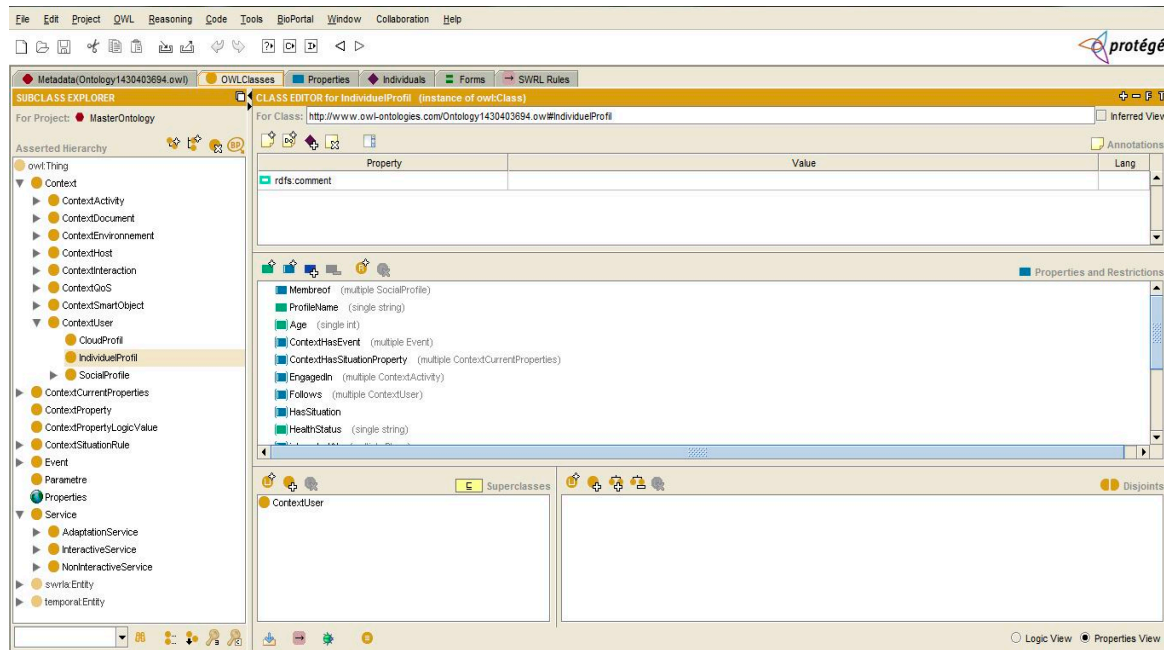 File Edit Project OWL Reasoning Code Tools BioPortal Window Collaboration Help
protégé
Metadata(Ontology1430403694.owl) OWLClasses Properties Individuals Forms SWRL Rules
SUBCLASS EXPLORER
For Project: MasterOntology
Asserted Hierarchy
owl:Thing
Context
ContextActivity
ContextDocument
ContextEnvironnement
ContextHost
ContextInteraction
ContextQoS
ContextSmartObject
ContextUser
CloudProfil
IndividuelProfil
SocialProfile
ContextCurrentProperties
ContextProperty
ContextPropertyLogicValue
ContextSituationRule
Event
Parametre
Properties
Service
AdaptationService
InteractiveService
NonInteractiveService
swrla:Entity
temporal:Entity
CLASS EDITOR for IndividuelProfil (instance of owl:Class)
For Class: http://www.owl-ontologies.com/Ontology1430403694.owl#IndividuelProfil
Inferred View
Annotations
Property Value Lang
rdfs:comment
Properties and Restrictions
Membreof (multiple SocialProfile)
ProfileName (single string)
Age (single int)
ContextHasEvent (multiple Event)
ContextHasSituationProperty (multiple ContextCurrentProperties)
EngagedIn (multiple ContextActivity)
Follows (multiple ContextUser)
HasSituation
HealthStatus (single string)
Superclasses
ContextUser
Disjoints
Logic View Properties View